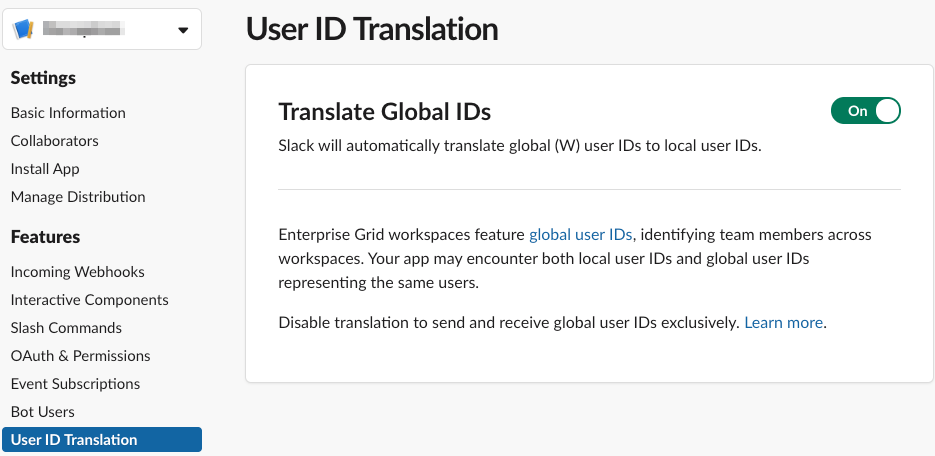 User ID Translation
Settings
Basic Information
Collaborators
Install App
Manage Distribution
Features
Incoming Webhooks
Interactive Components
Slash Commands
OAuth & Permissions
Event Subscriptions
Bot Users
User ID Translation
Translate Global IDs
On
Slack will automatically translate global (W) user IDs to local user IDs.
Enterprise Grid workspaces feature global user IDs, identifying team members across
workspaces. Your app may encounter both local user IDs and global user IDs
representing the same users.
Disable translation to send and receive global user IDs exclusively. Learn more.